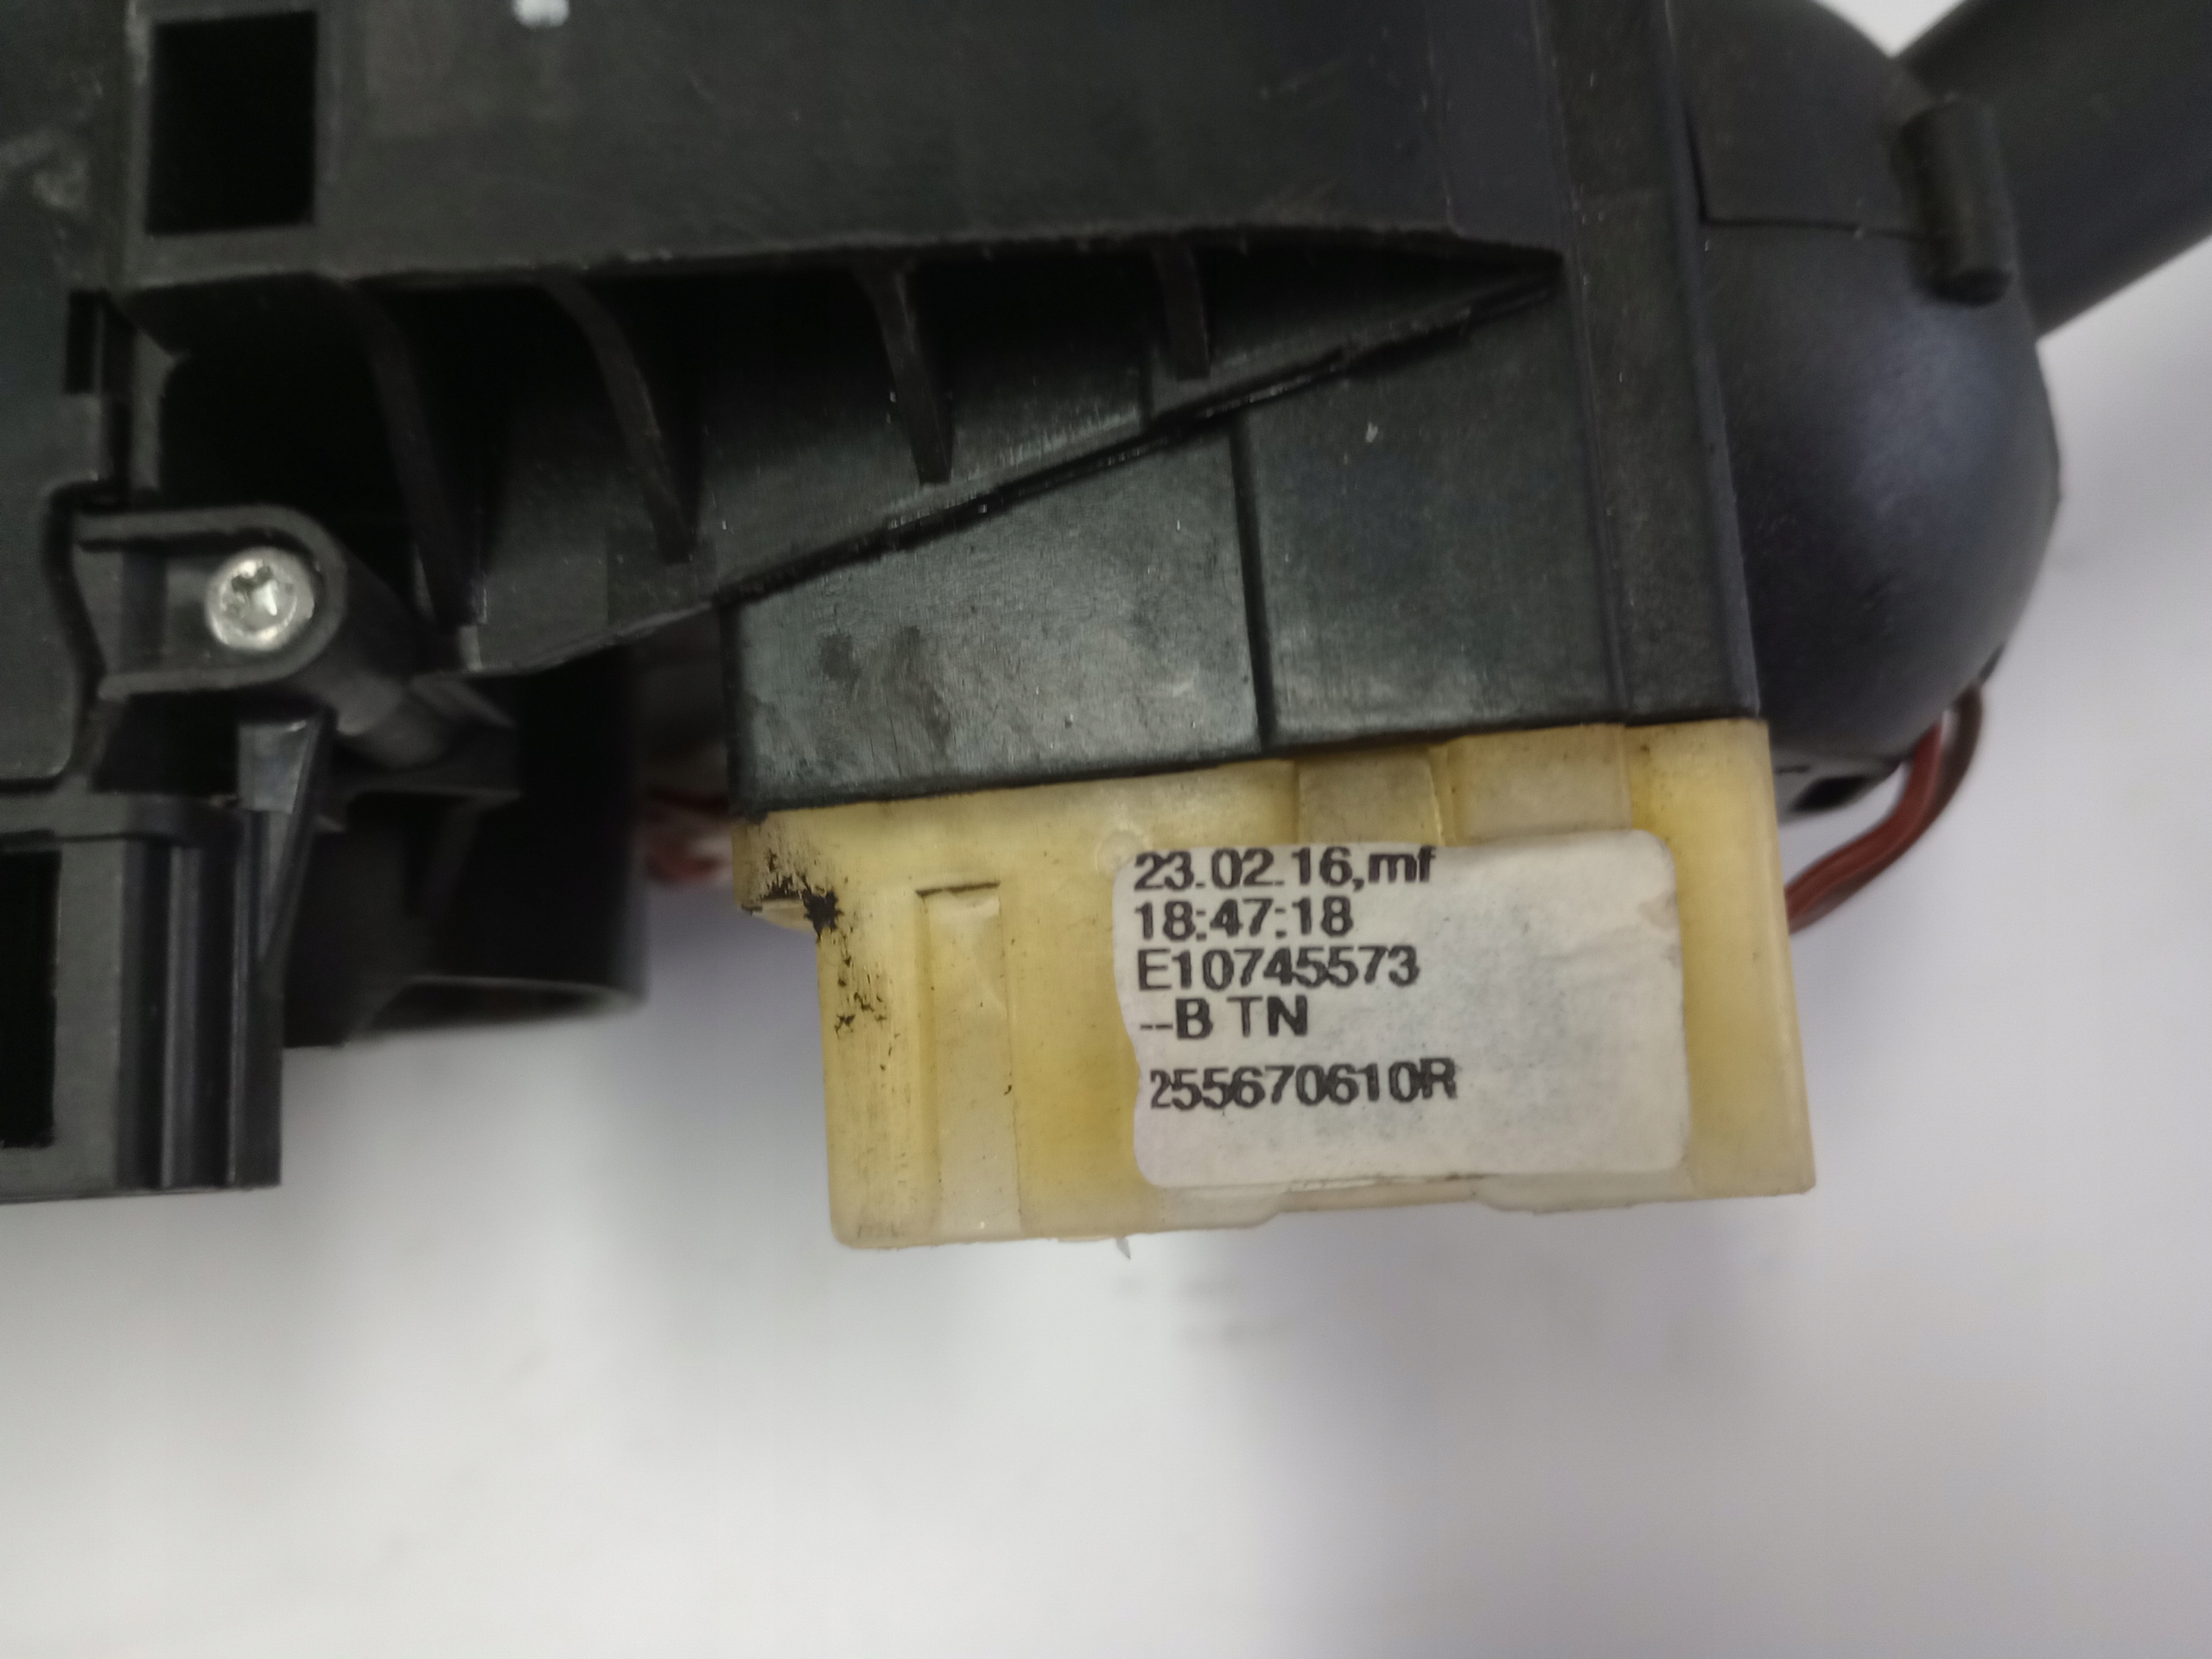 23.02.16,mf
18:47:18
E10745573
--B TN
255670610R